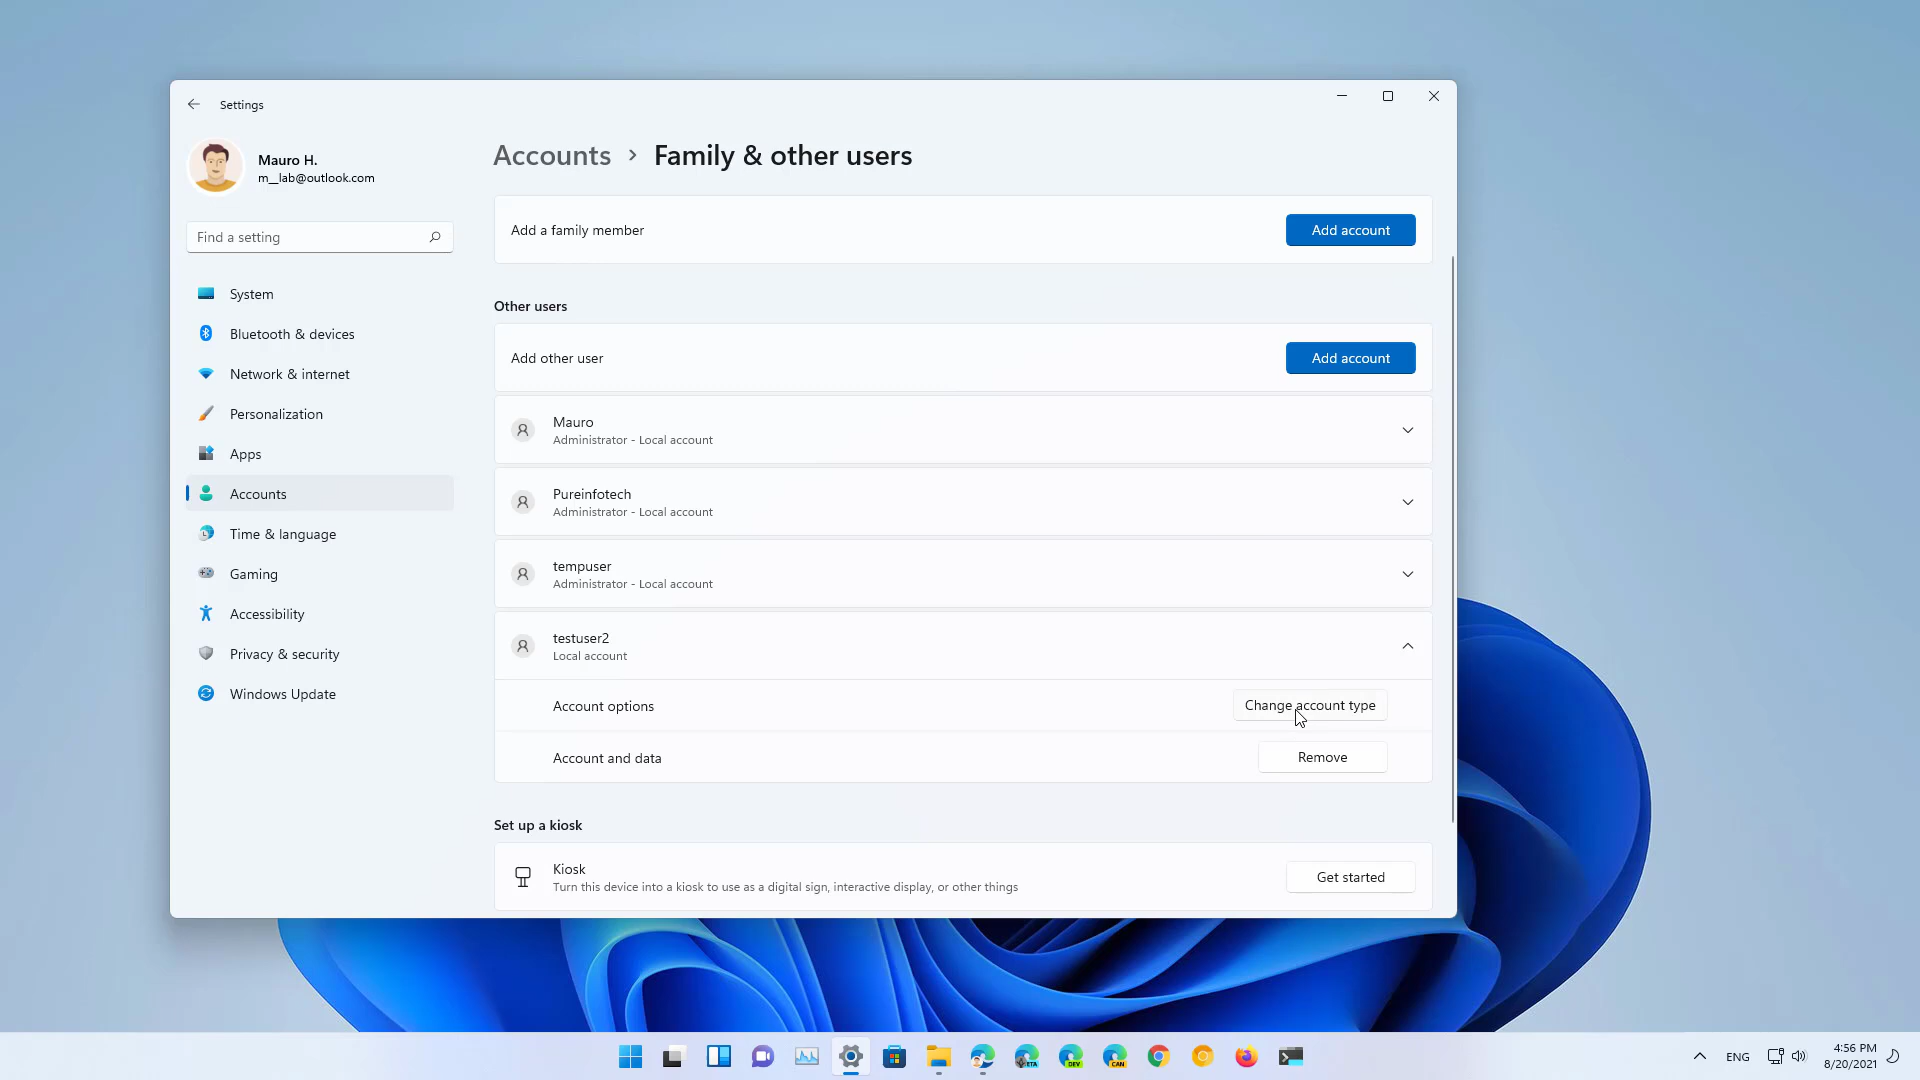 Settings
Mauro H.
m__lab@outlook.com
Find a setting
System
Bluetooth & devices
Network & internet
Personalization
Apps
Accounts
Time & language
Gaming
Accessibility
Privacy & security
Windows Update
Accounts > Family & other users
Add a family member
Add account
Other users
Add other user
Add account
Mauro
Administrator - Local account
Pureinfotech
Administrator - Local account
tempuser
Administrator - Local account
testuser2
Local account
Account options
Change account type
Account and data
Remove
Set up a kiosk
Kiosk
Turn this device into a kiosk to use as a digital sign, interactive display, or other things
Get started
BETA
DEV
CAN
ENG
4:56 PM
8/20/2021